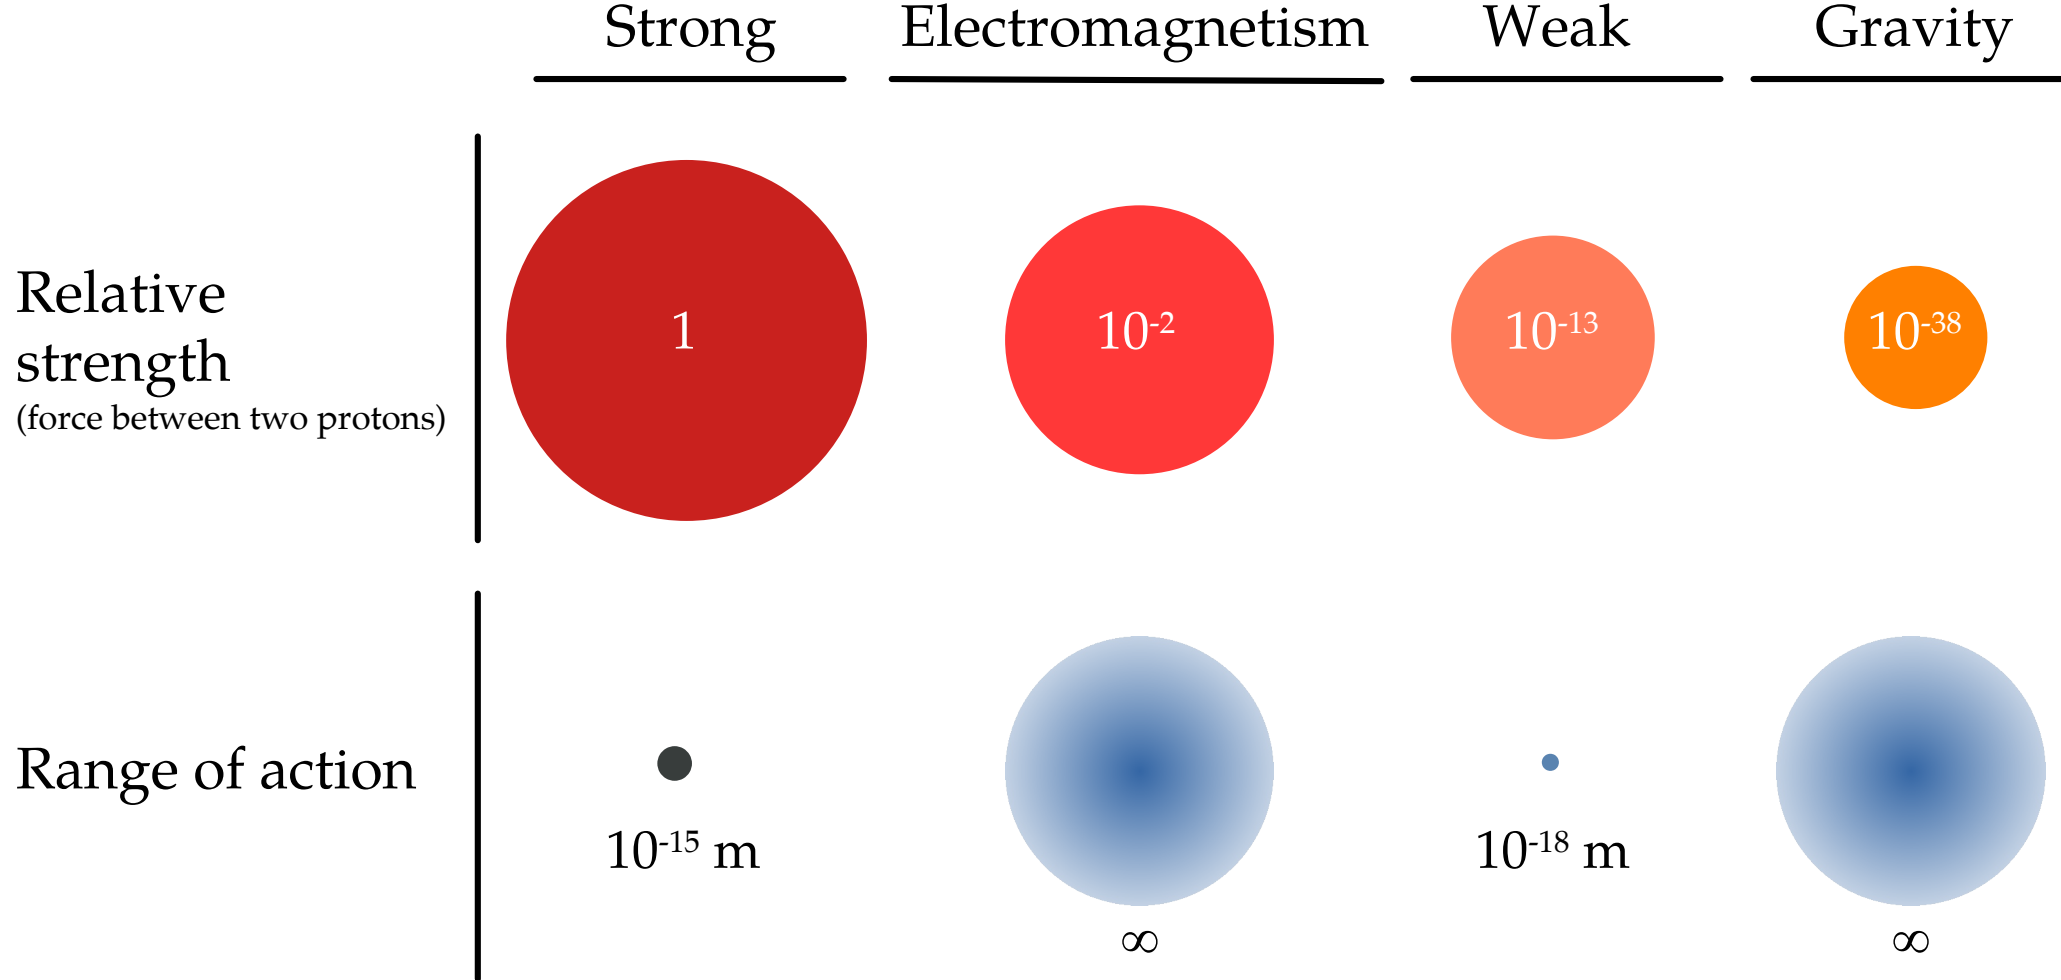 Strong Electromagnetism Weak Gravity
Relative
strength
(force between two protons)
1 10⁻² 10⁻¹³ 10⁻³⁸
Range of action
10⁻¹⁵ m ∞ 10⁻¹⁸ m ∞